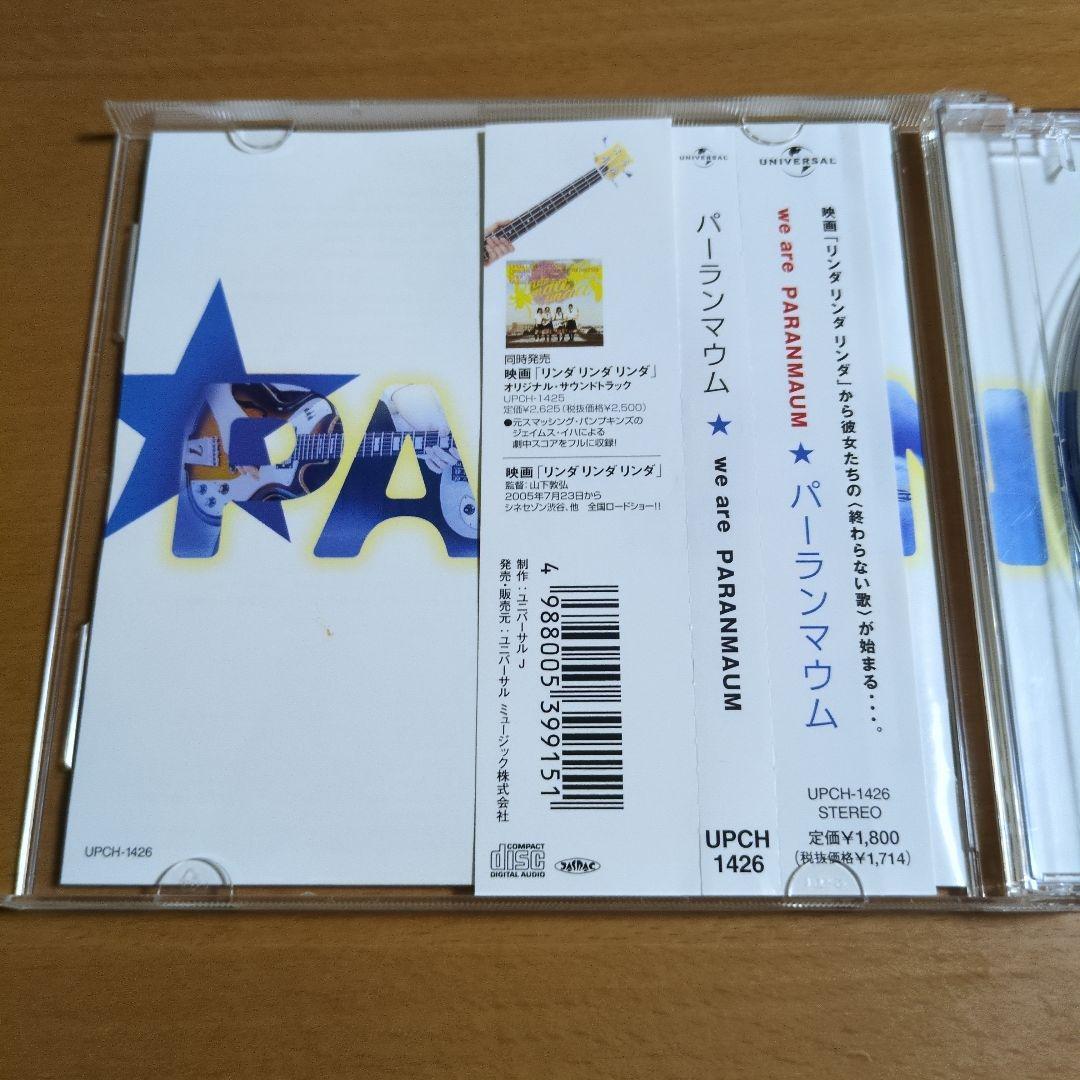 PA
UPCH-1426
同時発売
映画「リンダ リンダ リンダ」
オリジナル・サウンドトラック
UPCH-1425
定価¥2,625(税抜価格¥2,500)
●元スマッシング・パンプキンズの
ジェイムス・イハによる
劇中スコアをフルに収録!
映画「リンダ リンダ リンダ」
監督:山下敦弘
2005年7月23日から
シネセゾン渋谷、他 全国ロードショー!!
4 988005 399151
制作:ユニバーサル J
発売・販売元:ユニバーサル ミュージック株式会社
COMPACT
disc
DIGITAL AUDIO
JASRAC
UNIVERSAL
パーランマウム ★ we are PARANMAUM
UPCH
1426
UNIVERSAL
映画「リンダ リンダ リンダ」から彼女たちの〈終わらない歌〉が始まる・・・・。
we are PARANMAUM ★ パーランマウム
UPCH-1426
STEREO
定価¥1,800
(税抜価格¥1,714)